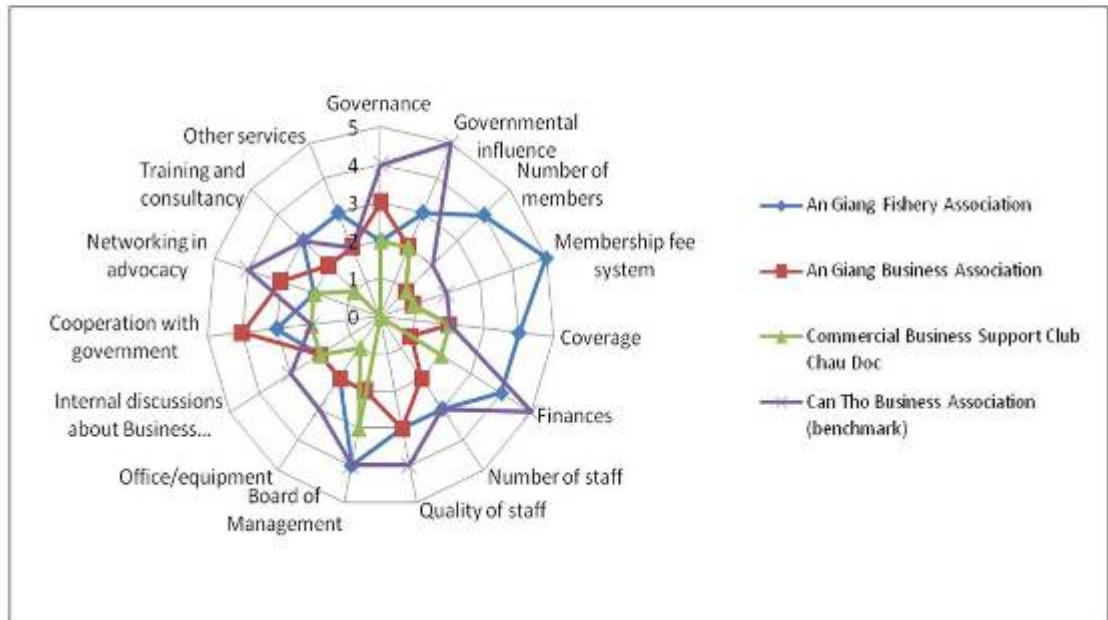 Governance
Governmental
influence
Number of
members
Membership fee
system
Coverage
Finances
Number of staff
Quality of staff
Board of
Management
Office/equipment
Internal discussions
about Business...
Cooperation with
government
Networking in
advocacy
Training and
consultancy
Other services
5
4
3
2
1
0
An Giang Fishery Association
An Giang Business Association
Commercial Business Support Club
Chau Doc
Can Tho Business Association
(benchmark)